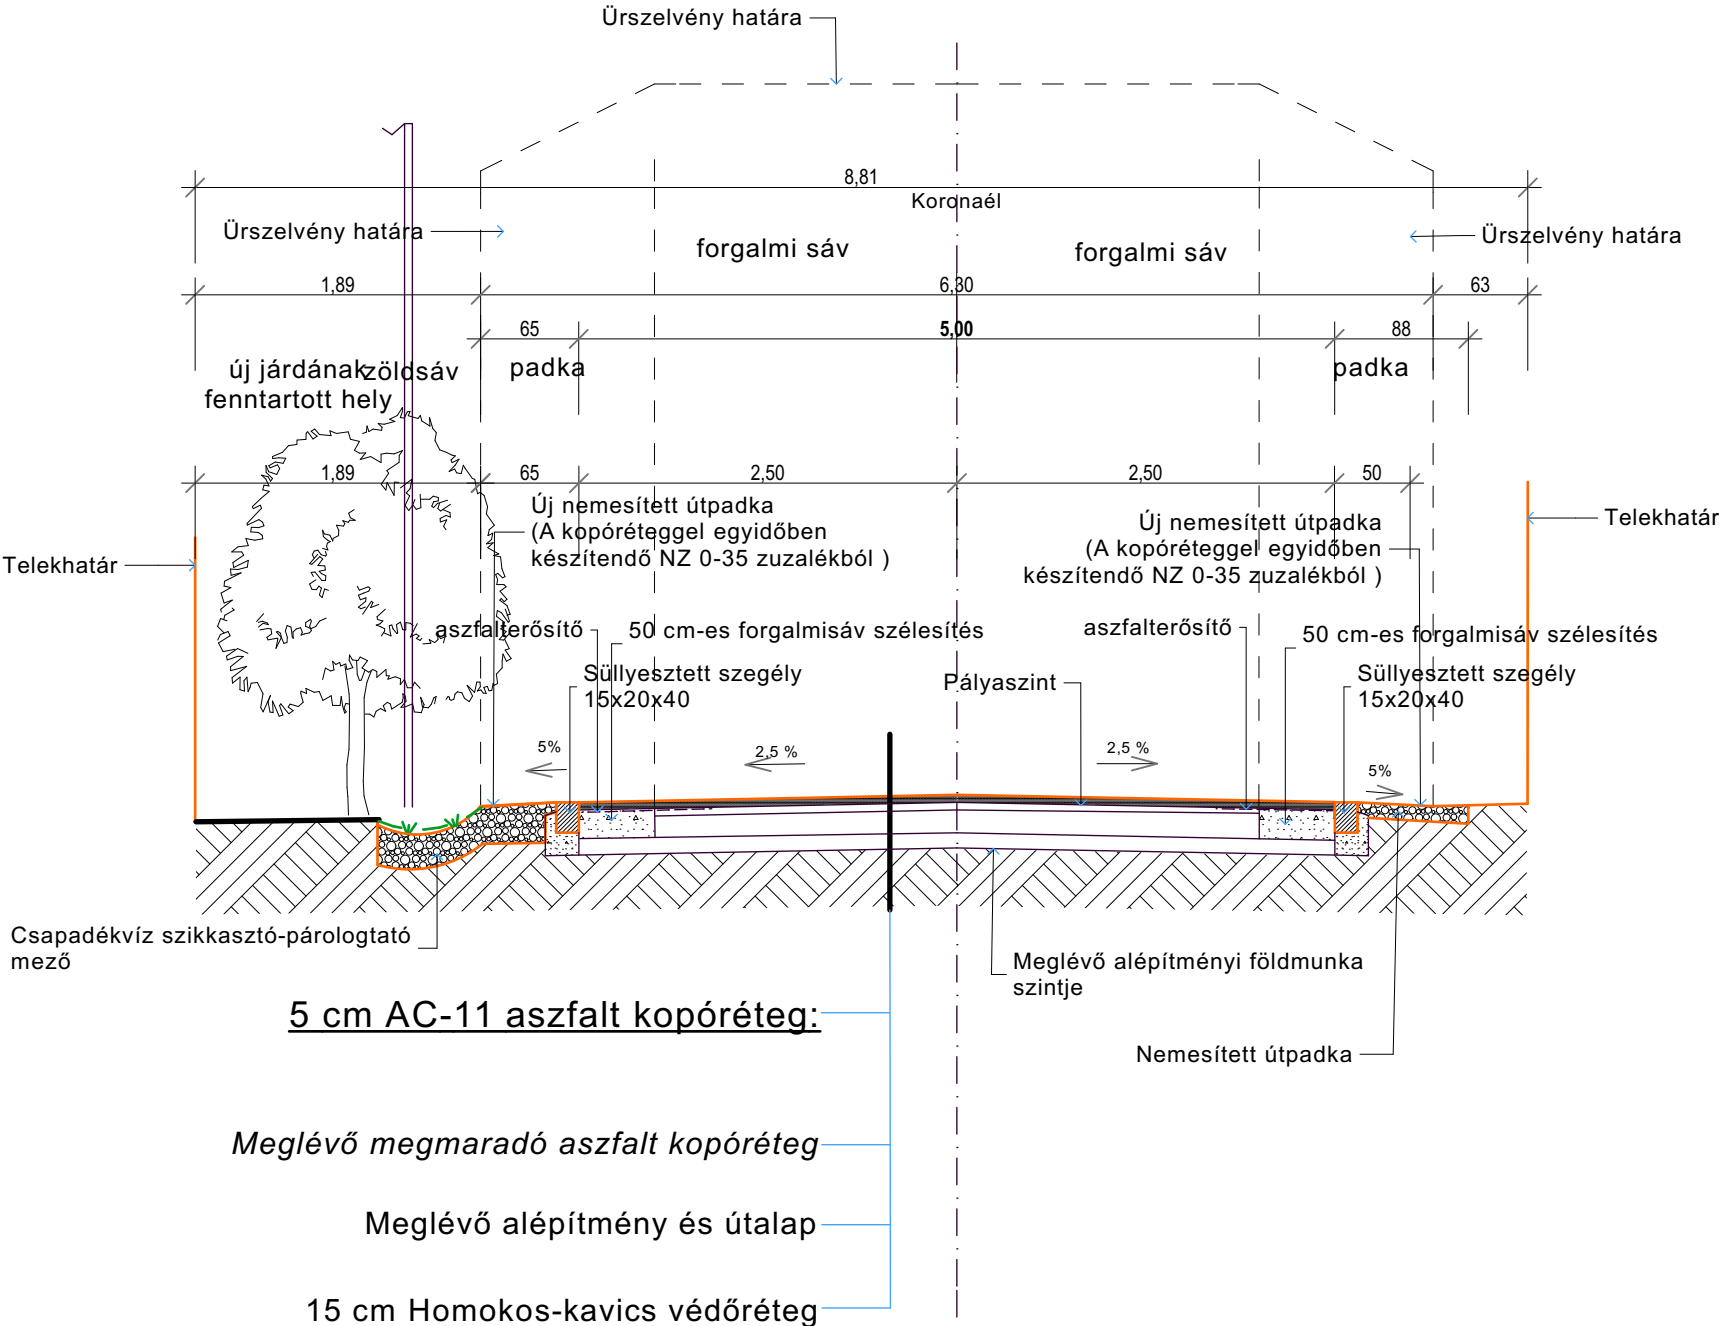 Ürszelvény határa
8,81
Koronaél
Ürszelvény határa
forgalmi sáv
forgalmi sáv
Ürszelvény határa
1,89
6,30
63
65
5,00
88
új járdának
fenntartott hely
zöldsáv
padka
padka
1,89
65
2,50
2,50
50
Új nemesített útpadka
(A kopóréteggel egyidőben
készítendő NZ 0-35 zuzalékból )
Új nemesített útpadka
(A kopóréteggel egyidőben
készítendő NZ 0-35 zuzalékból )
Telekhatár
Telekhatár
aszfalterősítő
50 cm-es forgalmisáv szélesítés
aszfalterősítő
50 cm-es forgalmisáv szélesítés
Süllyesztett szegély
15x20x40
Pályaszint
Süllyesztett szegély
15x20x40
5%
2,5 %
2,5 %
5%
Csapadékvíz szikkasztó-párologtató
mező
Meglévő alépítményi földmunka
szintje
5 cm AC-11 aszfalt kopóréteg:
Nemesített útpadka
Meglévő megmaradó aszfalt kopóréteg
Meglévő alépítmény és útalap
15 cm Homokos-kavics védőréteg